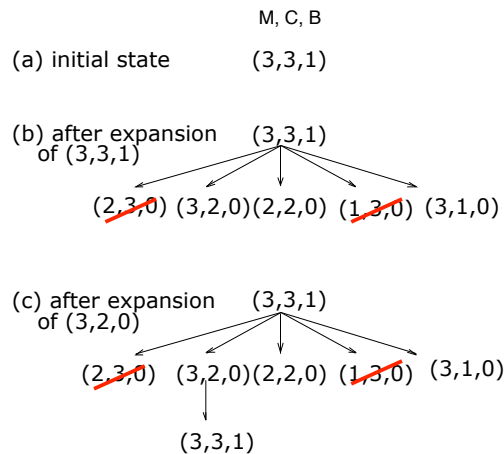 M, C, B
(a) initial state (3,3,1)
(b) after expansion (3,3,1)
of (3,3,1)
(2,3,0) (3,2,0) (2,2,0) (1,3,0) (3,1,0)
(c) after expansion (3,3,1)
of (3,2,0)
(2,3,0) (3,2,0) (2,2,0) (1,3,0) (3,1,0)
(3,3,1)